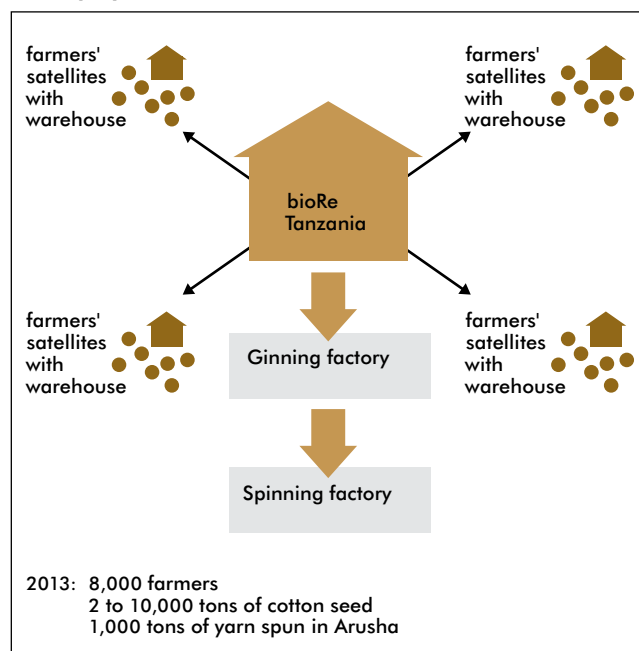 farmers'
satellites
with
warehouse
farmers'
satellites
with
warehouse
bioRe
Tanzania
farmers'
satellites
with
warehouse
farmers'
satellites
with
warehouse
Ginning factory
Spinning factory
2013: 8,000 farmers
2 to 10,000 tons of cotton seed
1,000 tons of yarn spun in Arusha